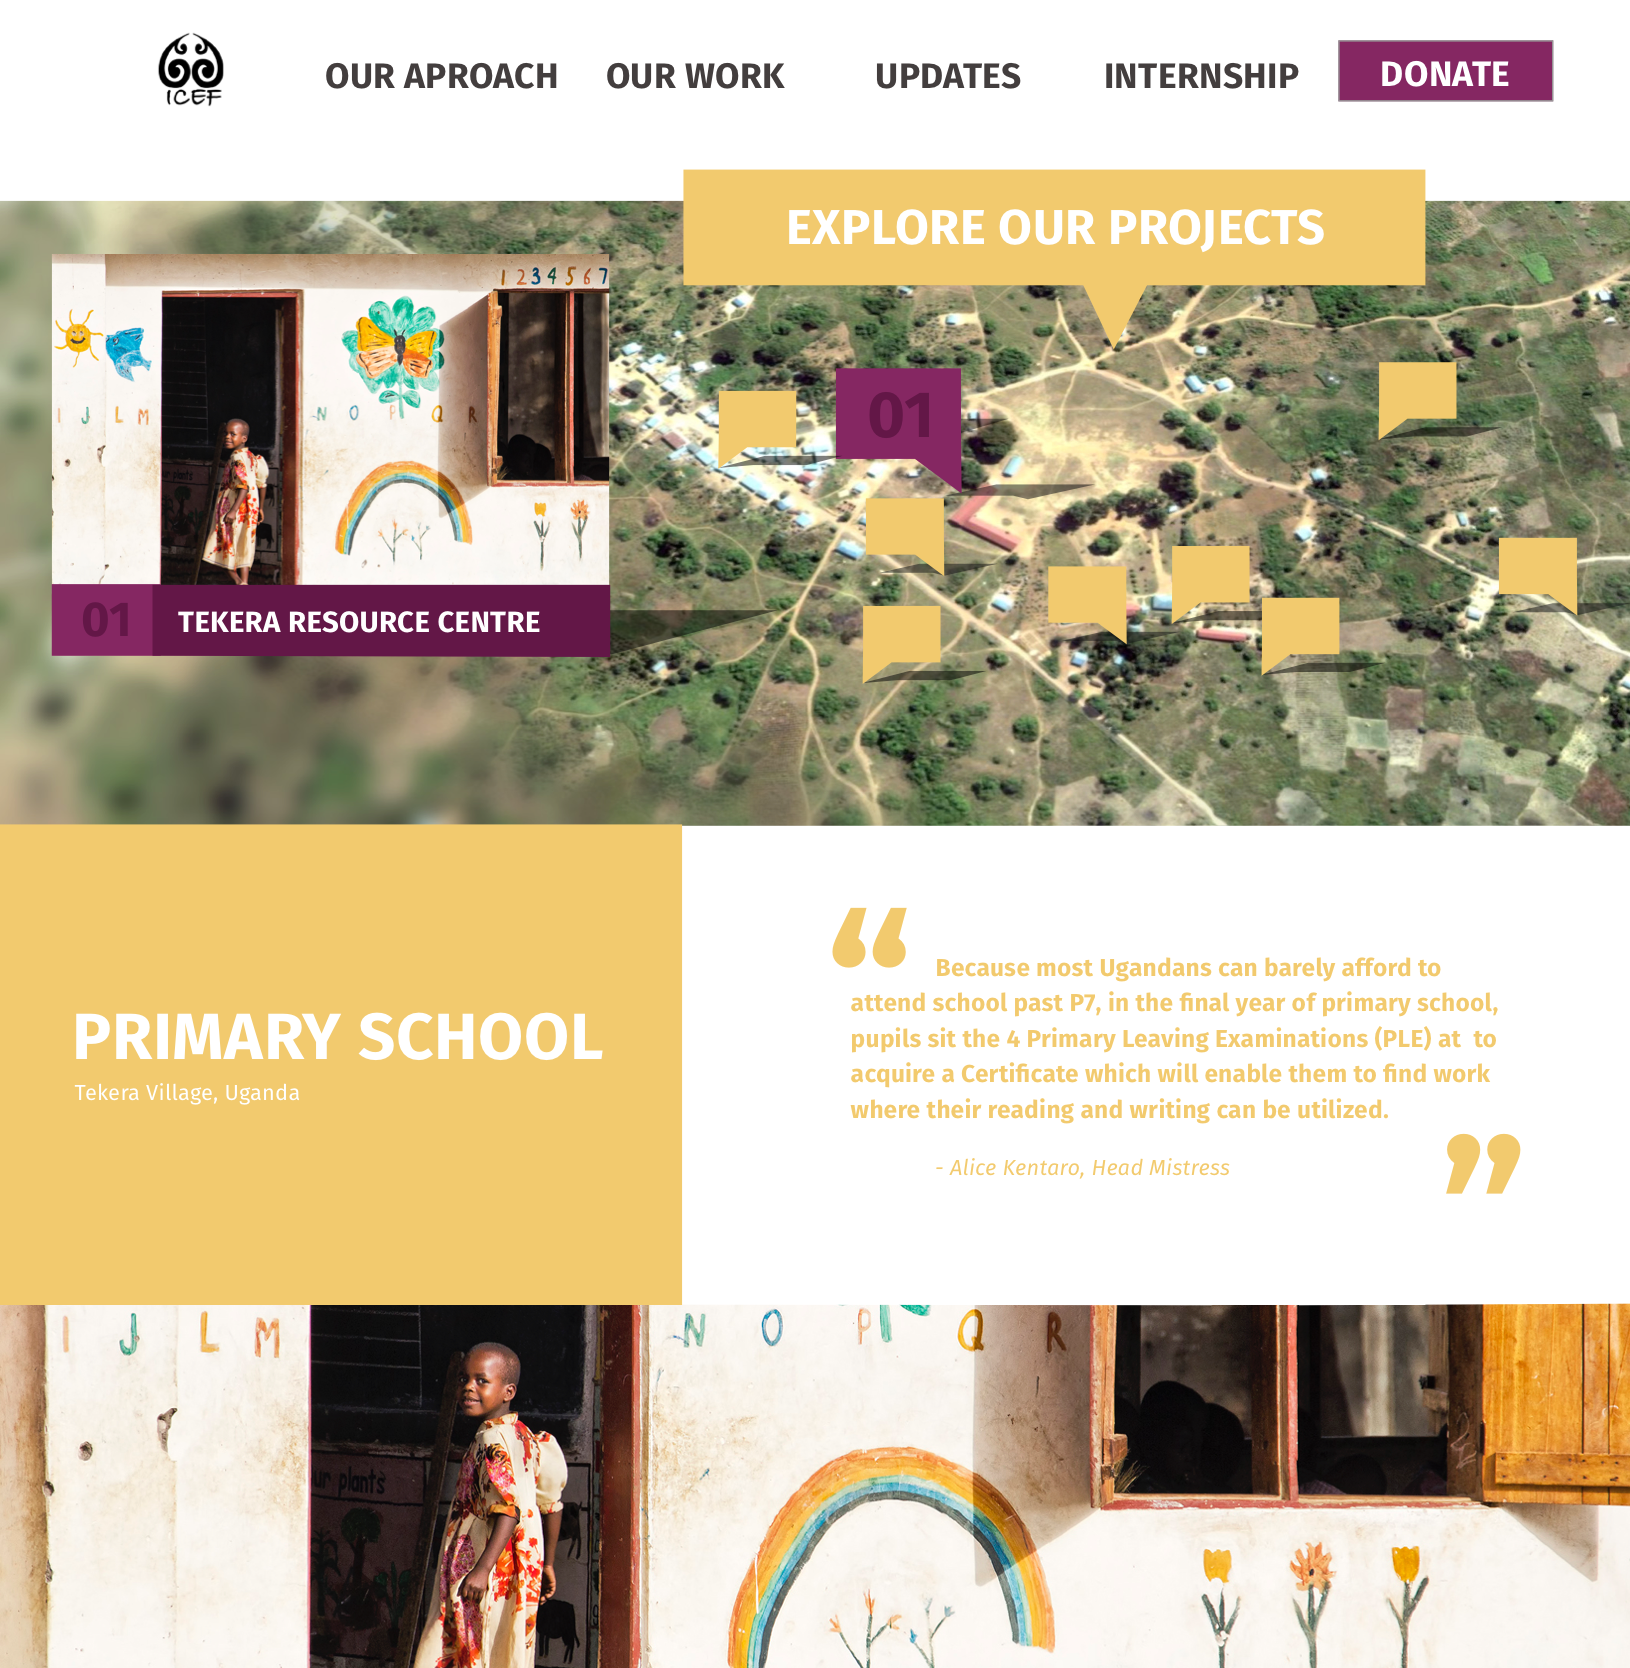 ICEF
OUR APROACH
OUR WORK
UPDATES
INTERNSHIP
DONATE
EXPLORE OUR PROJECTS
1 2 3 4 5 6 7
I J L M
N O P Q R
plants
01
TEKERA RESOURCE CENTRE
01
PRIMARY SCHOOL
Tekera Village, Uganda
“ Because most Ugandans can barely afford to
attend school past P7, in the final year of primary school,
pupils sit the 4 Primary Leaving Examinations (PLE) at  to
acquire a Certificate which will enable them to find work
where their reading and writing can be utilized.
- Alice Kentaro, Head Mistress ”
I J L M
N O P Q R
ur plants